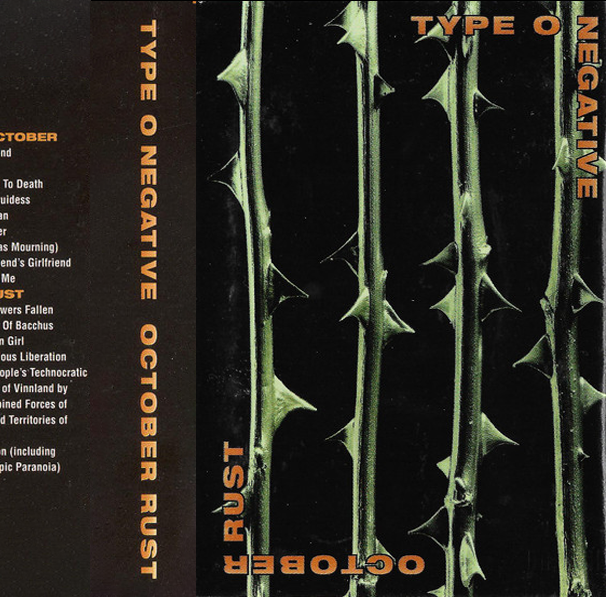 CTOBER
nd
To Death
uidess
an
er
as Mourning)
end's Girlfriend
Me
UST
wers Fallen
Of Bacchus
n Girl
ous Liberation
ople's Technocratic
of Vinnland by
ined Forces of
d Territories of
n (including
pic Paranoia)
TYPE O NEGATIVE OCTOBER RUST
TYPE O NEGATIVE
OCTOBER RUST